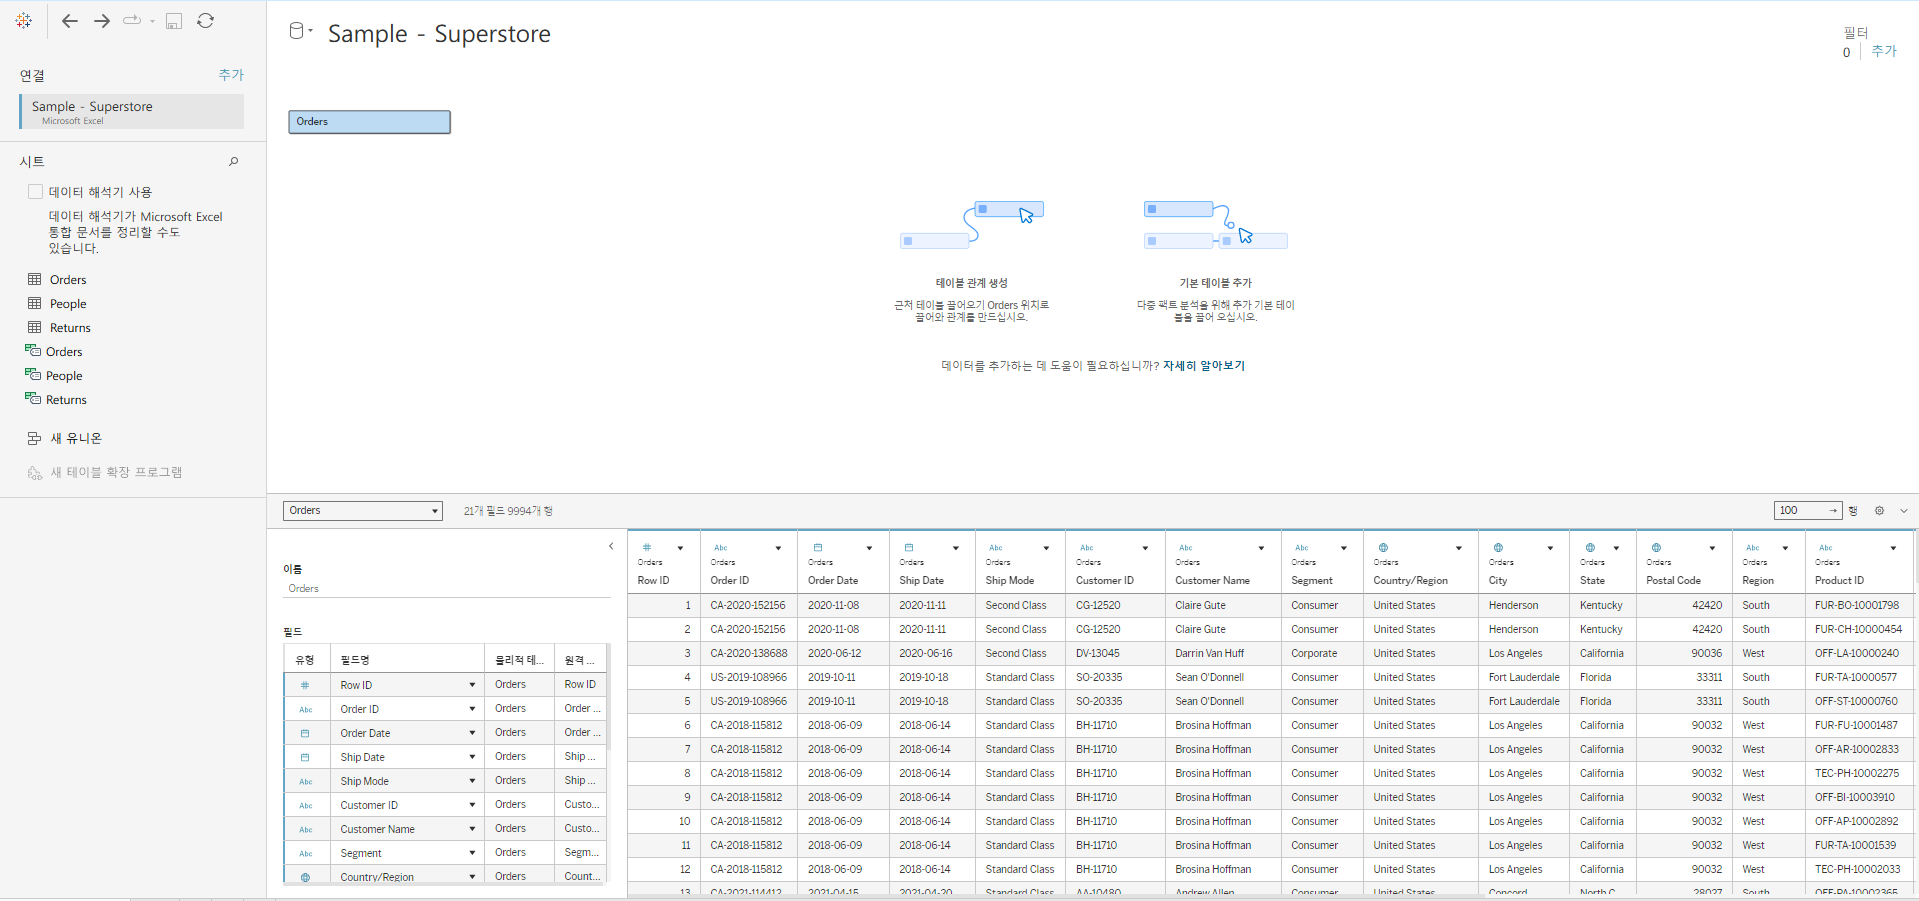 Sample - Superstore
필터
0 추가
연결 추가
Sample - Superstore
Microsoft Excel
시트
데이터 해석기 사용
데이터 해석기가 Microsoft Excel
통합 문서를 정리할 수도
있습니다.
Orders
People
Returns
Orders
People
Returns
새 유니온
새 테이블 확장 프로그램
Orders
테이블 관계 생성
근처 테이블 끌어오기 Orders 위치로
끌어와 관계를 만드십시오.
기본 테이블 추가
다중 팩트 분석을 위해 추가 기본 테이
블을 끌어 오십시오.
데이터를 추가하는 데 도움이 필요하십니까? 자세히 알아보기
Orders 21개 필드 9994개 행 100 → 행
이름
Orders
필드
유형 필드명 물리적 테... 원격 ...
# Row ID Orders Row ID
Abc Order ID Orders Order ...
Order Date Orders Order ...
Ship Date Orders Ship ...
Abc Ship Mode Orders Ship ...
Abc Customer ID Orders Custo...
Abc Customer Name Orders Custo...
Abc Segment Orders Segm...
Country/Region Orders Count...
# Abc Abc Abc Abc Abc Abc Abc
Orders Orders Orders Orders Orders Orders Orders Orders Orders Orders Orders Orders Orders Orders
Row ID Order ID Order Date Ship Date Ship Mode Customer ID Customer Name Segment Country/Region City State Postal Code Region Product ID
1 CA-2020-152156 2020-11-08 2020-11-11 Second Class CG-12520 Claire Gute Consumer United States Henderson Kentucky 42420 South FUR-BO-10001798
2 CA-2020-152156 2020-11-08 2020-11-11 Second Class CG-12520 Claire Gute Consumer United States Henderson Kentucky 42420 South FUR-CH-10000454
3 CA-2020-138688 2020-06-12 2020-06-16 Second Class DV-13045 Darrin Van Huff Corporate United States Los Angeles California 90036 West OFF-LA-10000240
4 US-2019-108966 2019-10-11 2019-10-18 Standard Class SO-20335 Sean O'Donnell Consumer United States Fort Lauderdale Florida 33311 South FUR-TA-10000577
5 US-2019-108966 2019-10-11 2019-10-18 Standard Class SO-20335 Sean O'Donnell Consumer United States Fort Lauderdale Florida 33311 South OFF-ST-10000760
6 CA-2018-115812 2018-06-09 2018-06-14 Standard Class BH-11710 Brosina Hoffman Consumer United States Los Angeles California 90032 West FUR-FU-10001487
7 CA-2018-115812 2018-06-09 2018-06-14 Standard Class BH-11710 Brosina Hoffman Consumer United States Los Angeles California 90032 West OFF-AR-10002833
8 CA-2018-115812 2018-06-09 2018-06-14 Standard Class BH-11710 Brosina Hoffman Consumer United States Los Angeles California 90032 West TEC-PH-10002275
9 CA-2018-115812 2018-06-09 2018-06-14 Standard Class BH-11710 Brosina Hoffman Consumer United States Los Angeles California 90032 West OFF-BI-10003910
10 CA-2018-115812 2018-06-09 2018-06-14 Standard Class BH-11710 Brosina Hoffman Consumer United States Los Angeles California 90032 West OFF-AP-10002892
11 CA-2018-115812 2018-06-09 2018-06-14 Standard Class BH-11710 Brosina Hoffman Consumer United States Los Angeles California 90032 West FUR-TA-10001539
12 CA-2018-115812 2018-06-09 2018-06-14 Standard Class BH-11710 Brosina Hoffman Consumer United States Los Angeles California 90032 West TEC-PH-10002033
13 CA-2021-114412 2021-04-15 2021-04-20 Standard Class AA-10480 Andrew Allen Consumer United States Concord North C... 28027 South OFF-PA-10002365